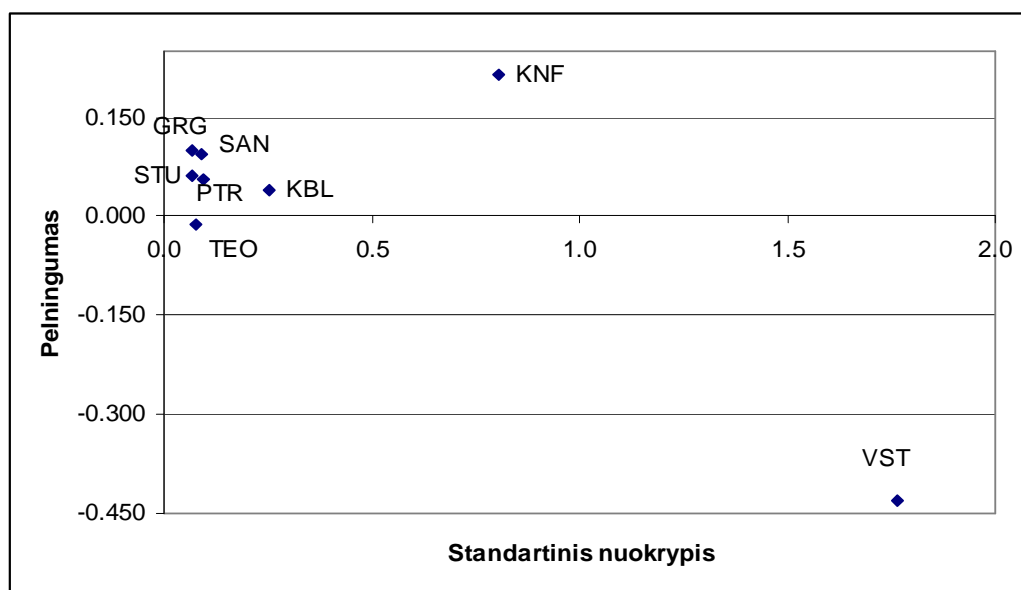 KNF
0.150
GRG
SAN
STU
PTR
KBL
0.000
0.0
TEO
0.5
1.0
1.5
2.0
Pelningumas
-0.150
-0.300
VST
-0.450
Standartinis nuokrypis